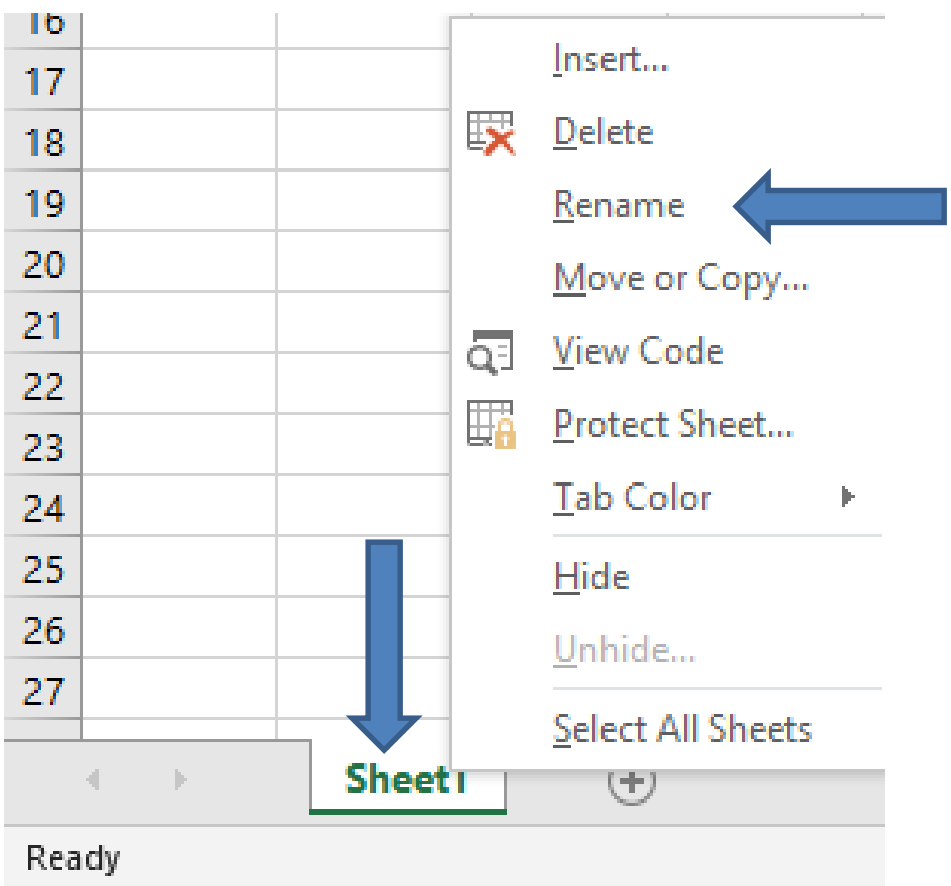 16
17
18
19
20
21
22
23
24
25
26
27
Insert...
Delete
Rename
Move or Copy...
View Code
Protect Sheet...
Tab Color
Hide
Unhide...
Select All Sheets
Sheet1
Ready